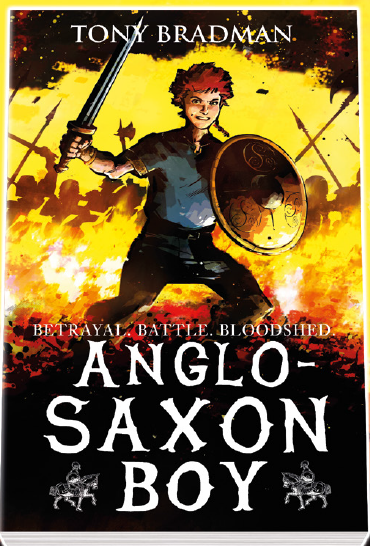 TONY BRADMAN
BETRAYAL. BATTLE. BLOODSHED.
ANGLO-
SAXON
BOY